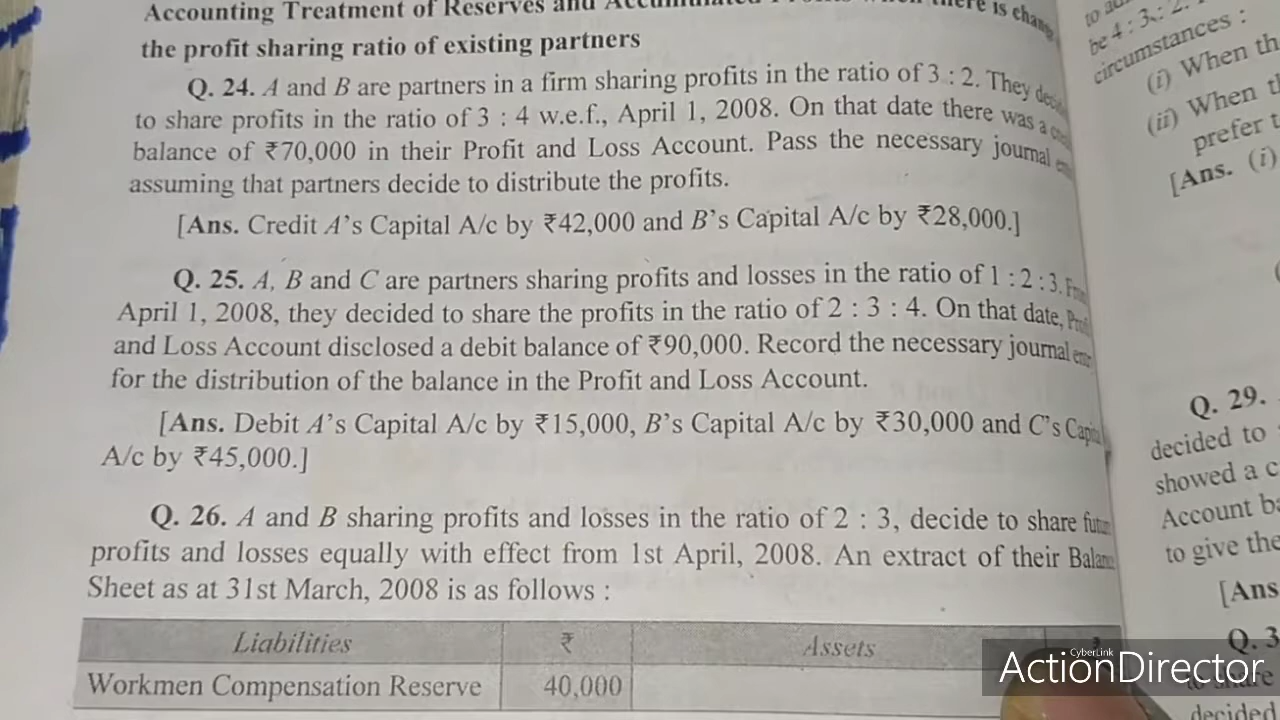 Accounting Treatment of Reserves and there is
the profit sharing ratio of existing partners
Q. 24. A and B are partners in a firm sharing profits in the ratio of 3 : 2. They
to share profits in the ratio of 3 : 4 w.e.f., April 1, 2008. On that date there was a
balance of ₹70,000 in their Profit and Loss Account. Pass the necessary journal
assuming that partners decide to distribute the profits.
[Ans. Credit A's Capital A/c by ₹42,000 and B's Capital A/c by ₹28,000.]
Q. 25. A, B and C are partners sharing profits and losses in the ratio of 1 : 2 : 3.
April 1, 2008, they decided to share the profits in the ratio of 2 : 3 : 4. On that date,
and Loss Account disclosed a debit balance of ₹90,000. Record the necessary journal
for the distribution of the balance in the Profit and Loss Account.
[Ans. Debit A's Capital A/c by ₹15,000, B's Capital A/c by ₹30,000 and C's
A/c by ₹45,000.]
Q. 26. A and B sharing profits and losses in the ratio of 2 : 3, decide to share
profits and losses equally with effect from 1st April, 2008. An extract of their
Sheet as at 31st March, 2008 is as follows :
Liabilities ₹ Assets
Workmen Compensation Reserve 40,000
be 4 : 3 : 2.
circumstances :
(i) When
(ii) When
prefer
[Ans. (i)
Q. 29.
decided to
showed a
Account
to give the
[Ans
Q. 3
decided
CyberLink
ActionDirector